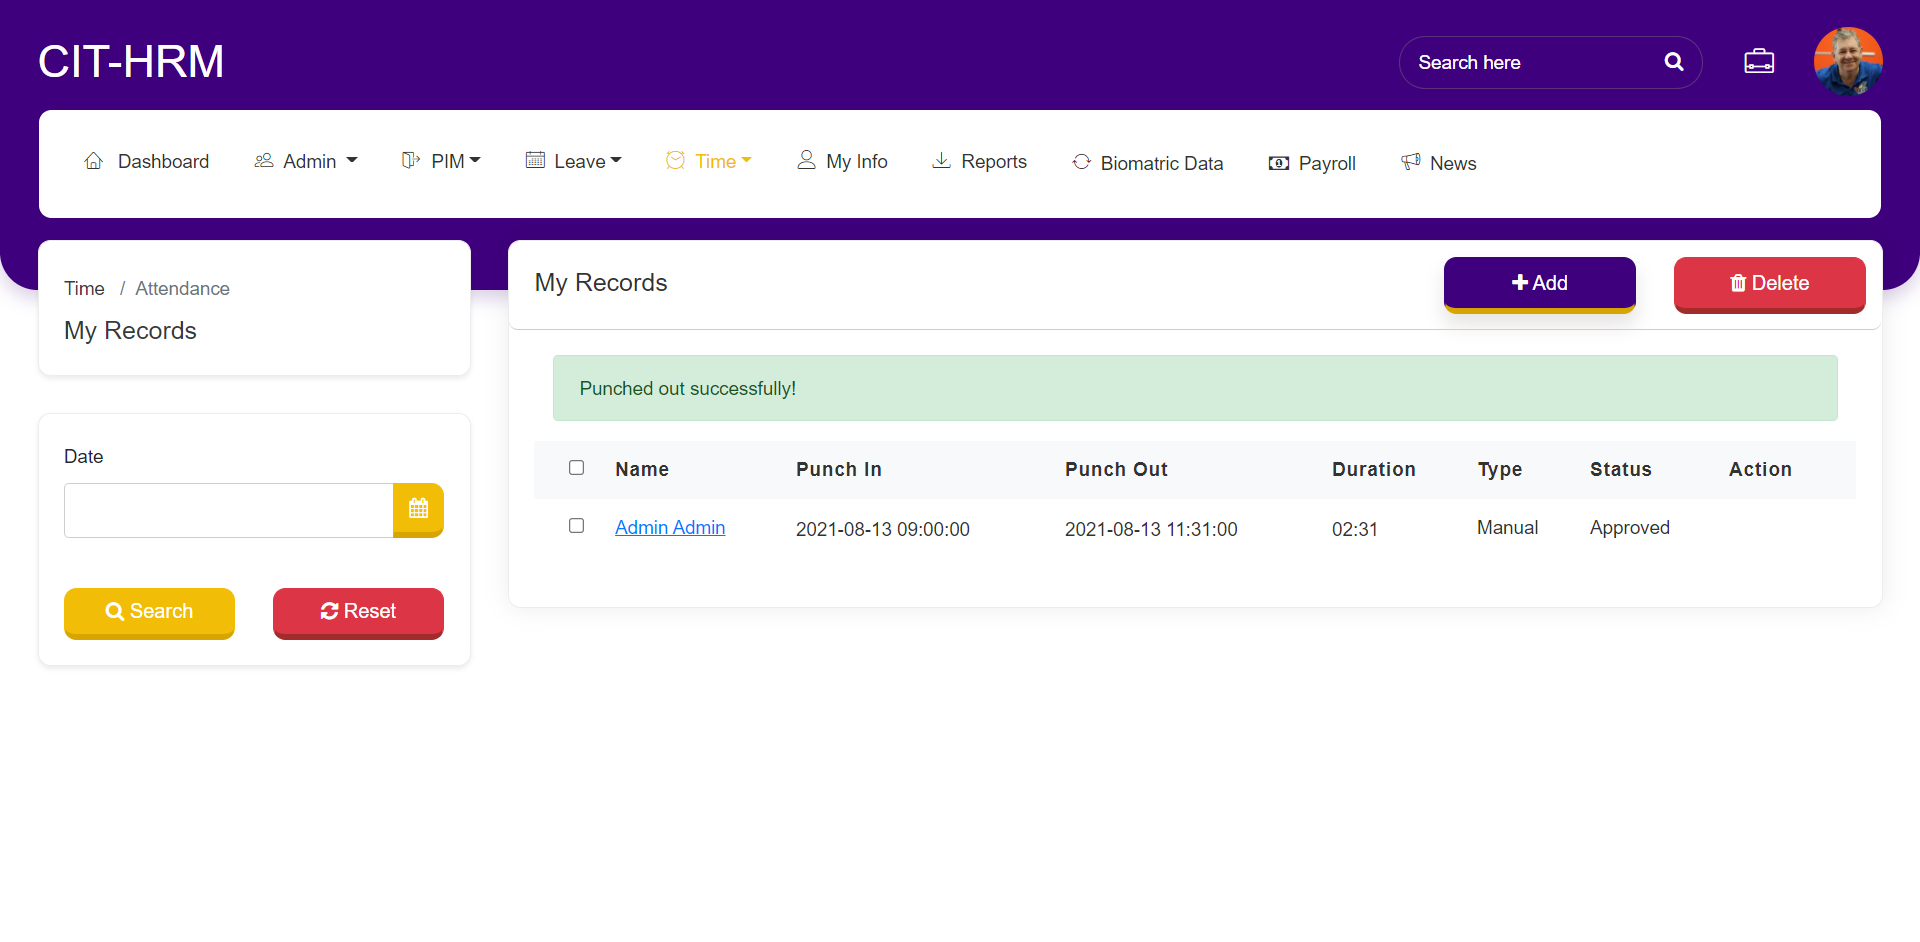 CIT-HRM
Search here
Dashboard Admin PIM Leave Time My Info Reports Biomatric Data Payroll News
Time / Attendance
My Records
Date
Search Reset
My Records
Add Delete
Punched out successfully!
Name Punch In Punch Out Duration Type Status Action
Admin Admin 2021-08-13 09:00:00 2021-08-13 11:31:00 02:31 Manual Approved